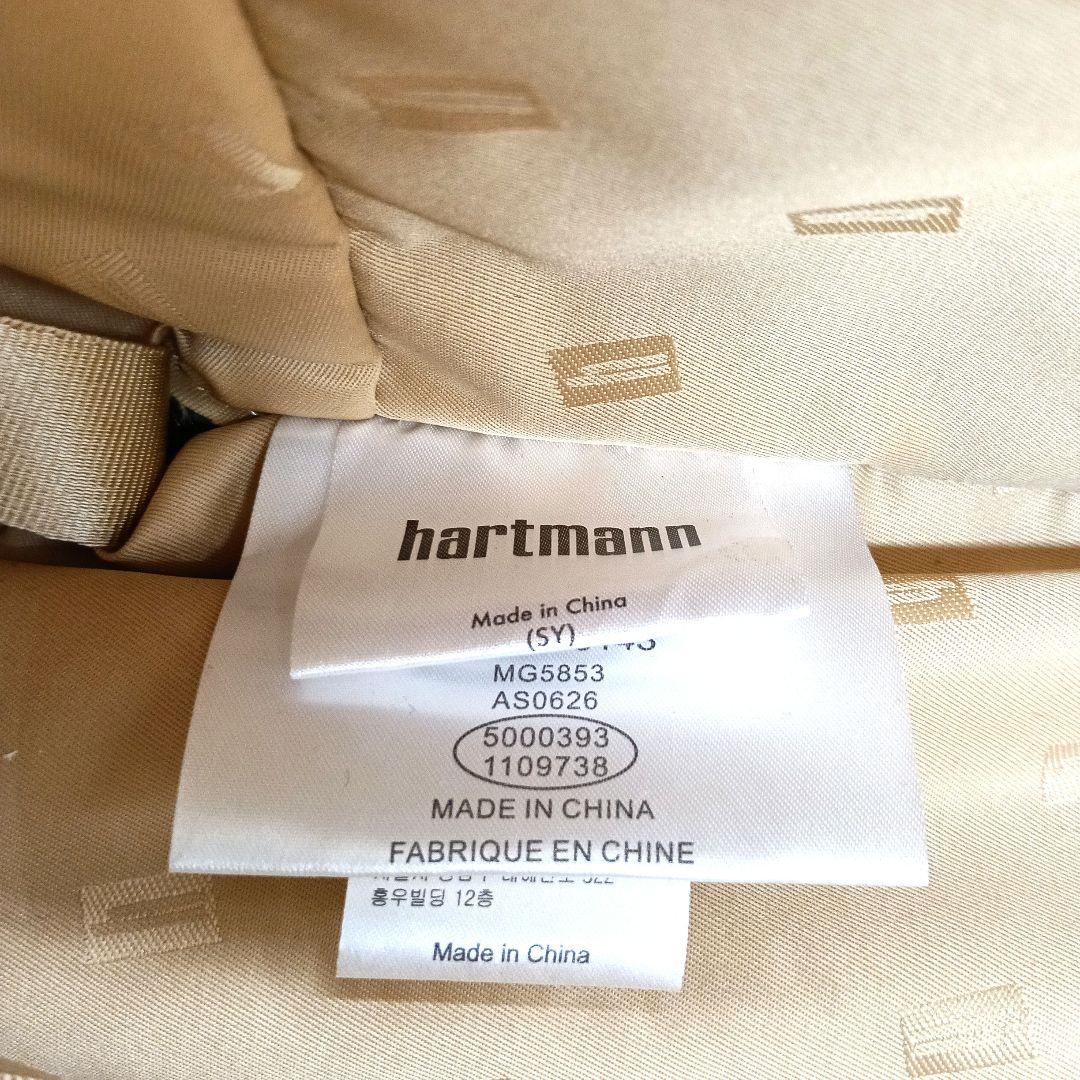 hartmann
Made in China
(SY)
MG5853
AS0626
5000393
1109738
MADE IN CHINA
FABRIQUE EN CHINE
홍우빌딩 12층
Made in China